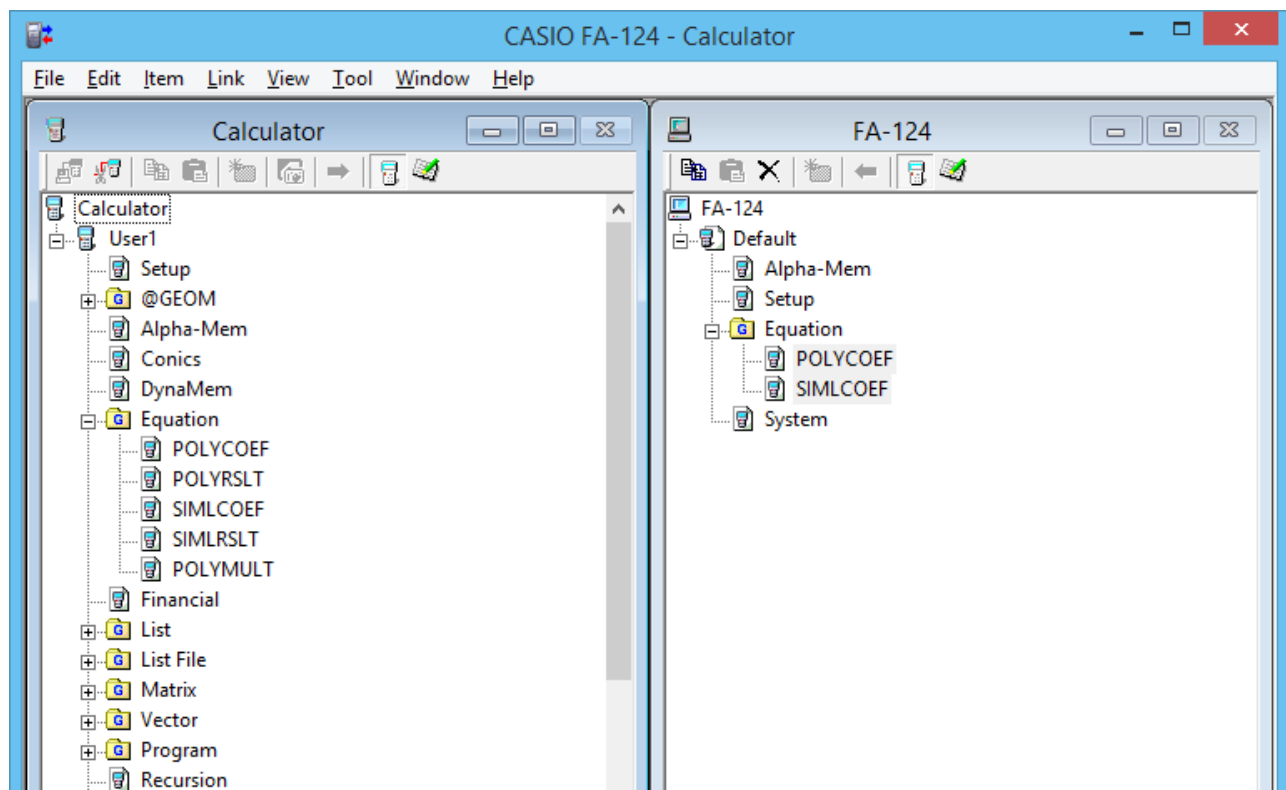 CASIO FA-124 - Calculator
File Edit Item Link View Tool Window Help
Calculator
Calculator
User1
Setup
G @GEOM
Alpha-Mem
Conics
DynaMem
G Equation
POLYCOEF
POLYRSLT
SIMLCOEF
SIMLRSLT
POLYMULT
Financial
G List
G List File
G Matrix
G Vector
G Program
Recursion
FA-124
FA-124
Default
Alpha-Mem
Setup
G Equation
POLYCOEF
SIMLCOEF
System